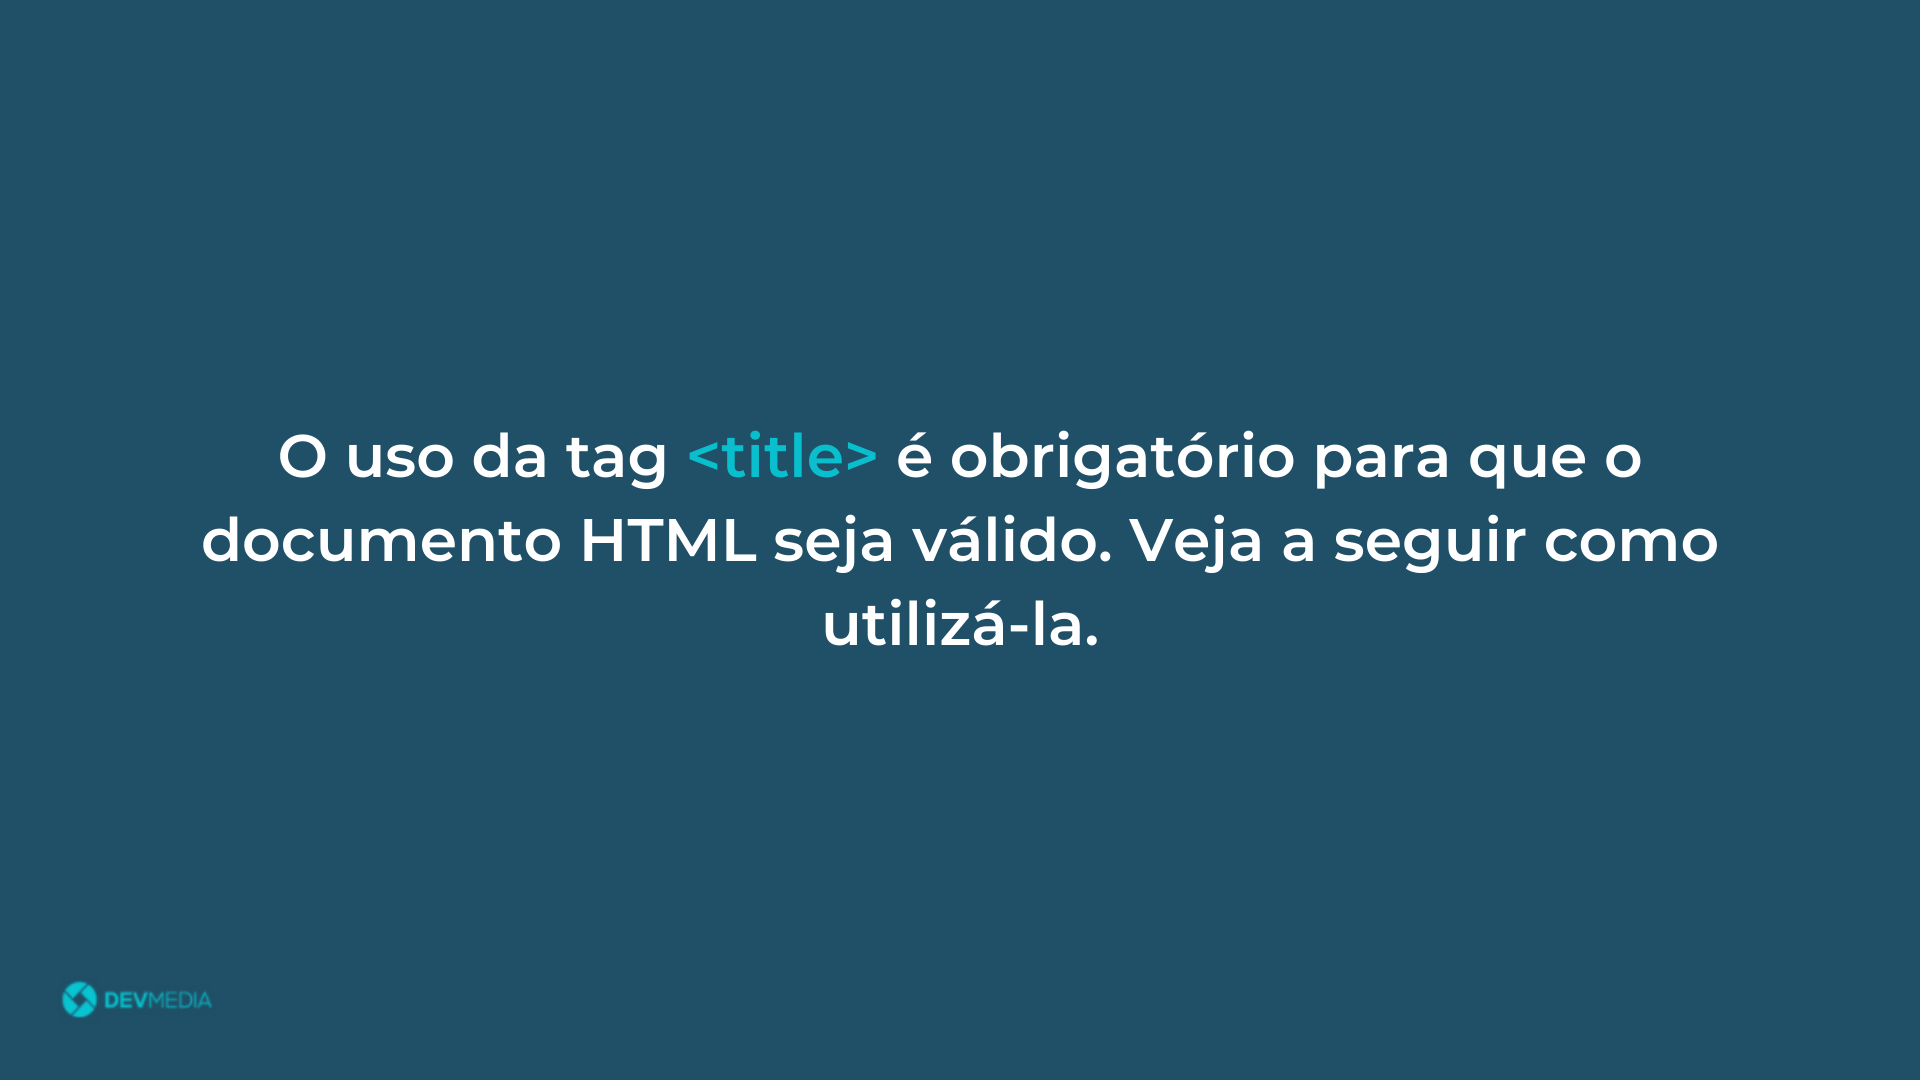 O uso da tag <title> é obrigatório para que o
documento HTML seja válido. Veja a seguir como
utilizá-la.
DEVMEDIA